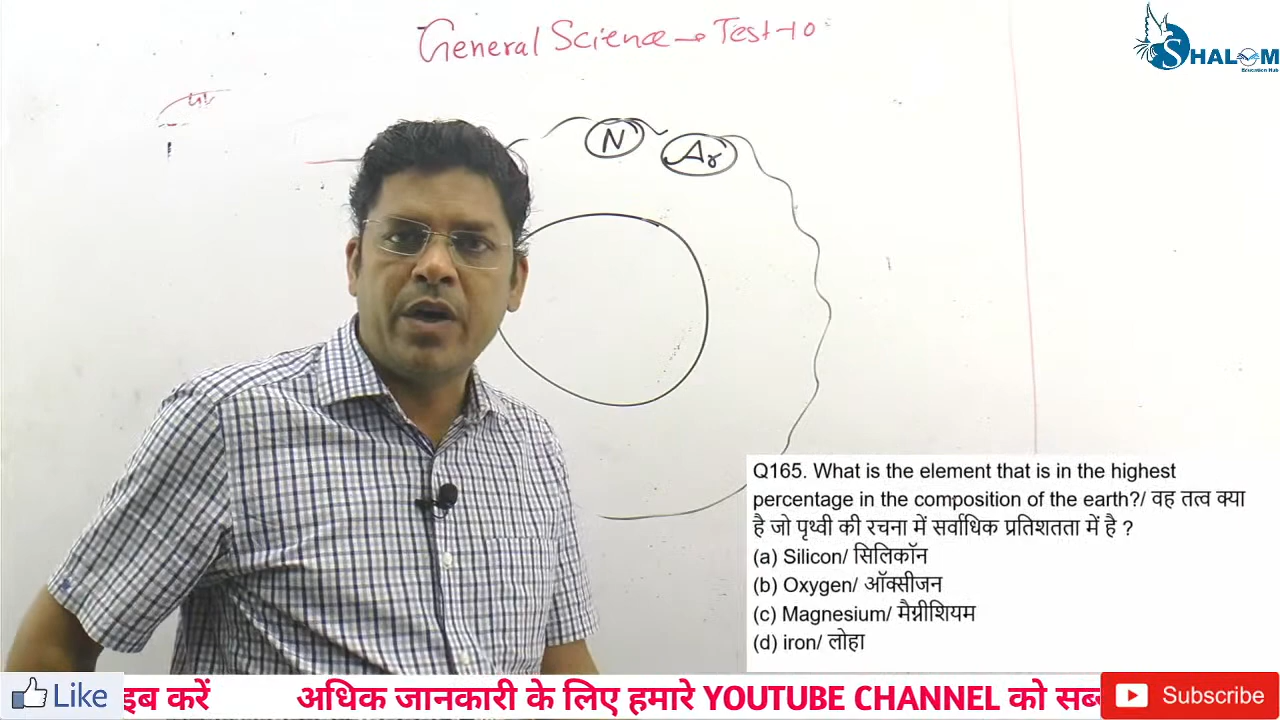 General Science → Test-10
SHALOM
Education Hub
N
Ar
Q165. What is the element that is in the highest
percentage in the composition of the earth?/ वह तत्व क्या
है जो पृथ्वी की रचना में सर्वाधिक प्रतिशतता में है ?
(a) Silicon/ सिलिकॉन
(b) Oxygen/ ऑक्सीजन
(c) Magnesium/ मैग्नीशियम
(d) iron/ लोहा
Like
इब करें अधिक जानकारी के लिए हमारे YOUTUBE CHANNEL को सब्
Subscribe